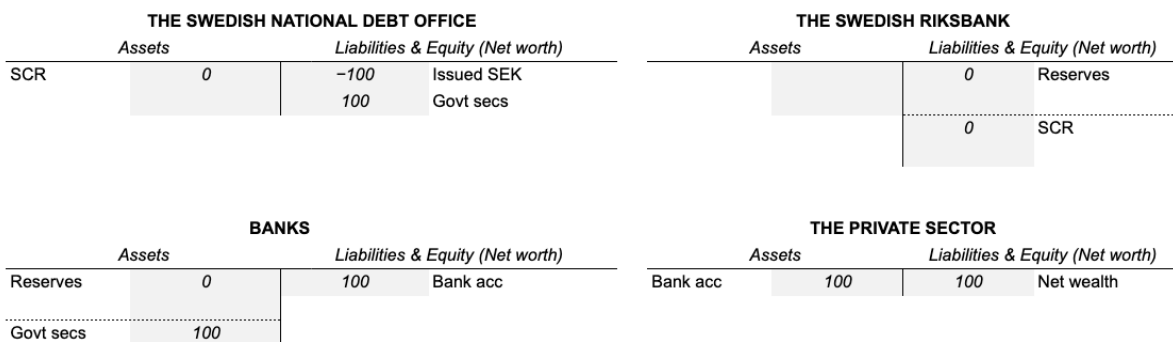 THE SWEDISH NATIONAL DEBT OFFICE
Assets Liabilities & Equity (Net worth)
SCR 0 −100 Issued SEK
100 Govt secs
THE SWEDISH RIKSBANK
Assets Liabilities & Equity (Net worth)
0 Reserves
0 SCR
BANKS
Assets Liabilities & Equity (Net worth)
Reserves 0 100 Bank acc
Govt secs 100
THE PRIVATE SECTOR
Assets Liabilities & Equity (Net worth)
Bank acc 100 100 Net wealth